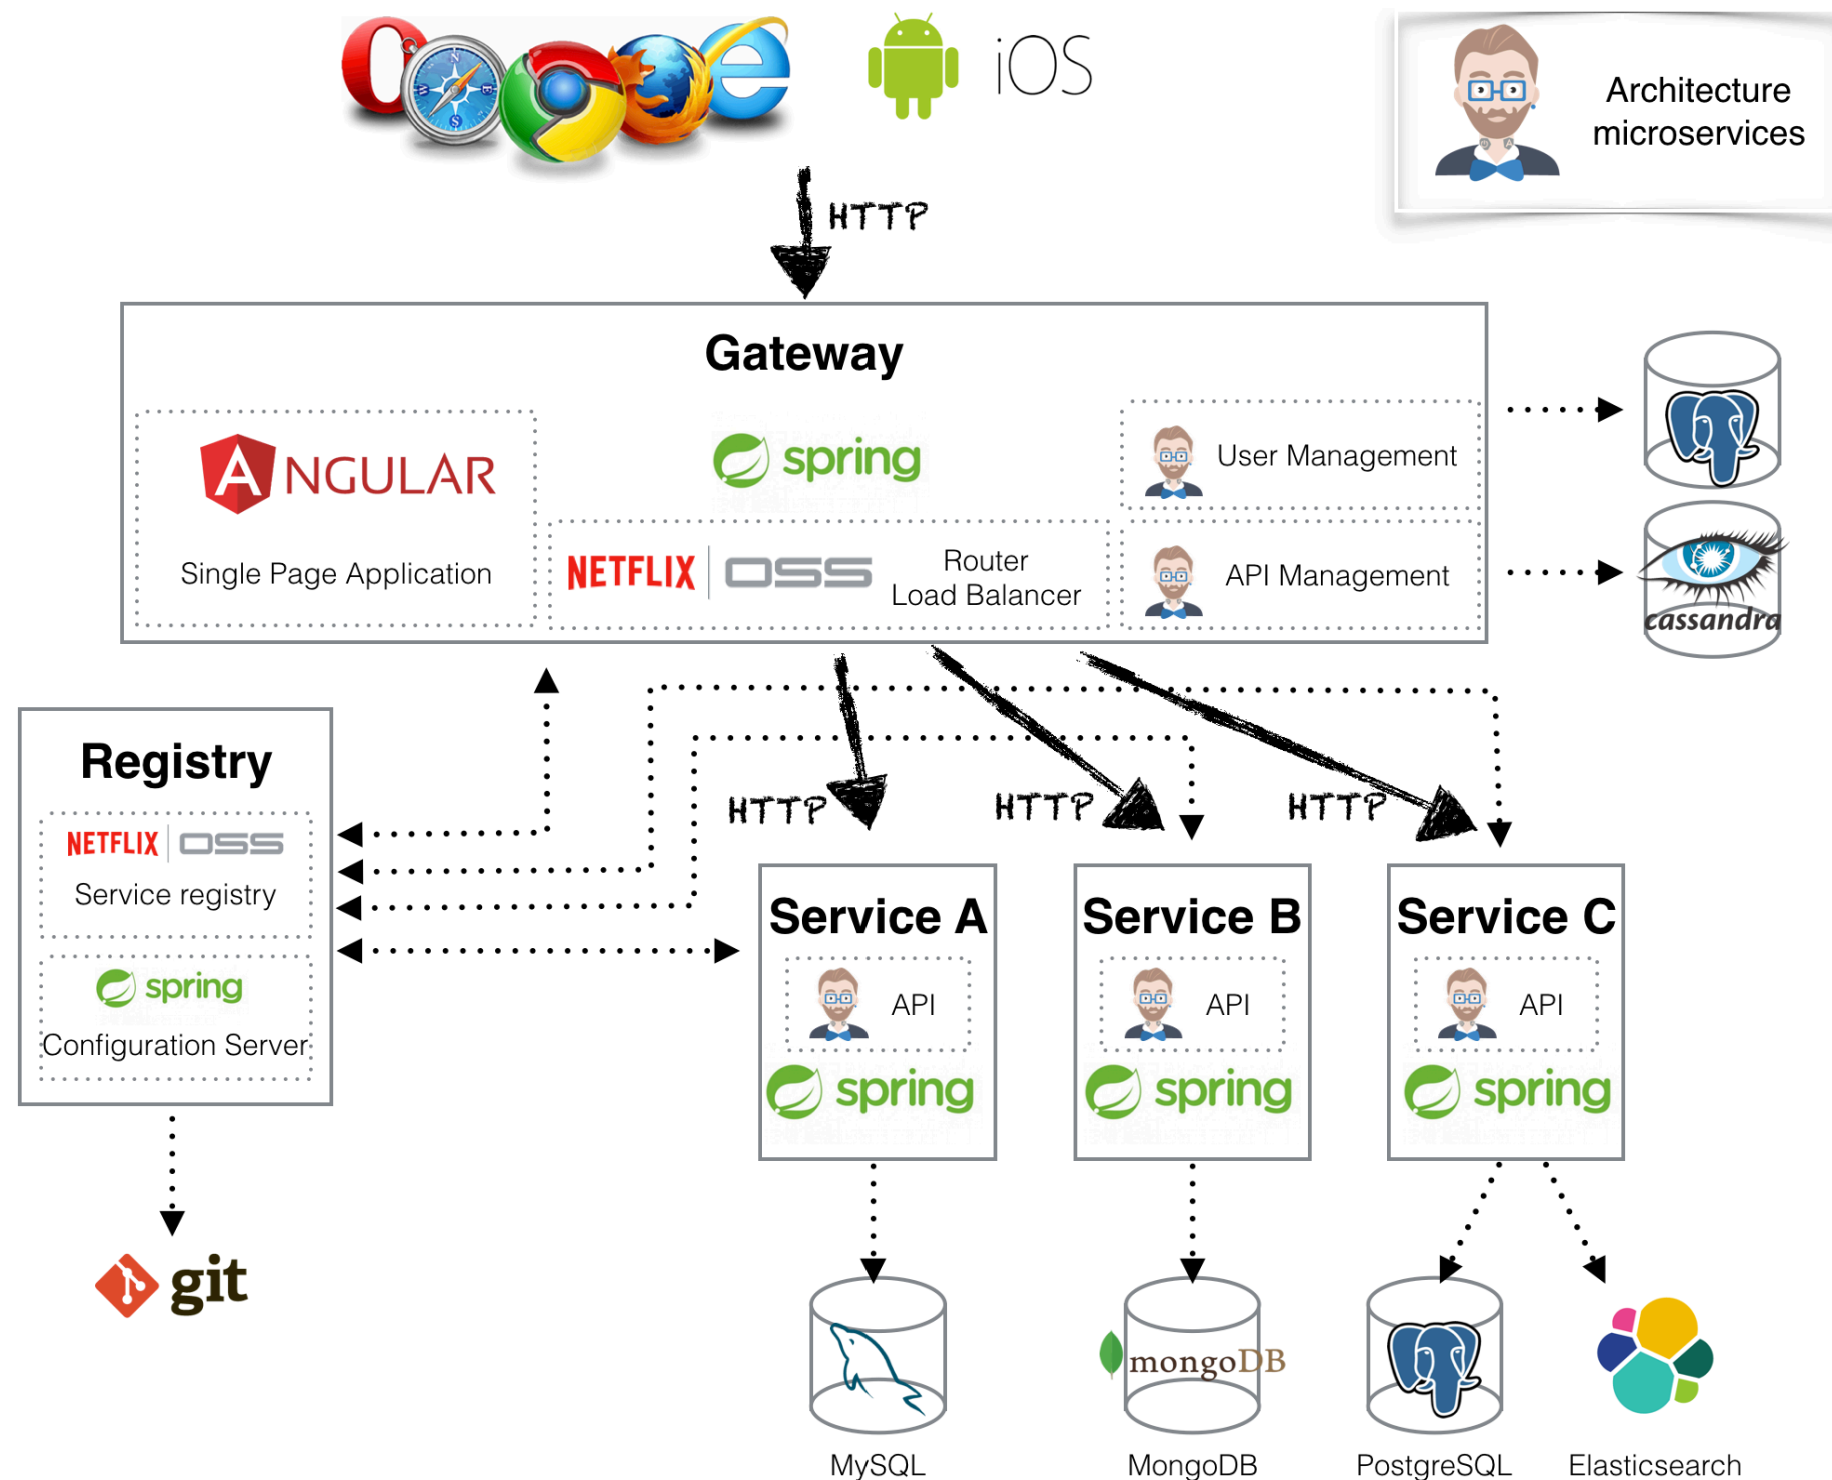 iOS
Architecture
microservices
HTTP
Gateway
ANGULAR
Single Page Application
spring
NETFLIX OSS
Router
Load Balancer
User Management
API Management
cassandra
Registry
NETFLIX OSS
Service registry
spring
Configuration Server
git
HTTP
HTTP
HTTP
Service A
API
spring
Service B
API
spring
Service C
API
spring
mongoDB
MySQL
MongoDB
PostgreSQL
Elasticsearch